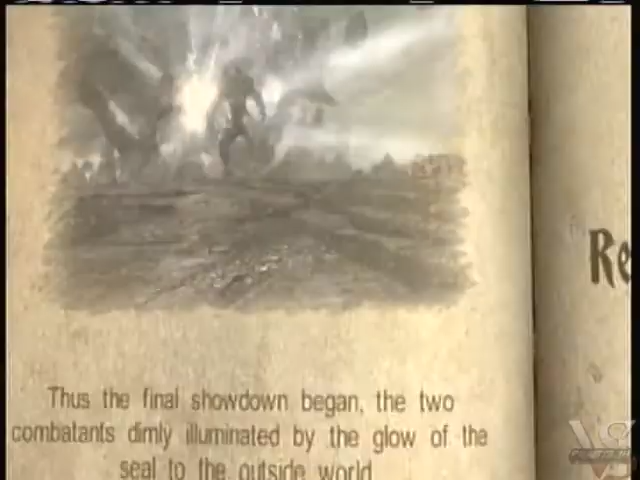 Thus the final showdown began, the two
combatants dimly illuminated by the glow of the
seal to the outside world
Re